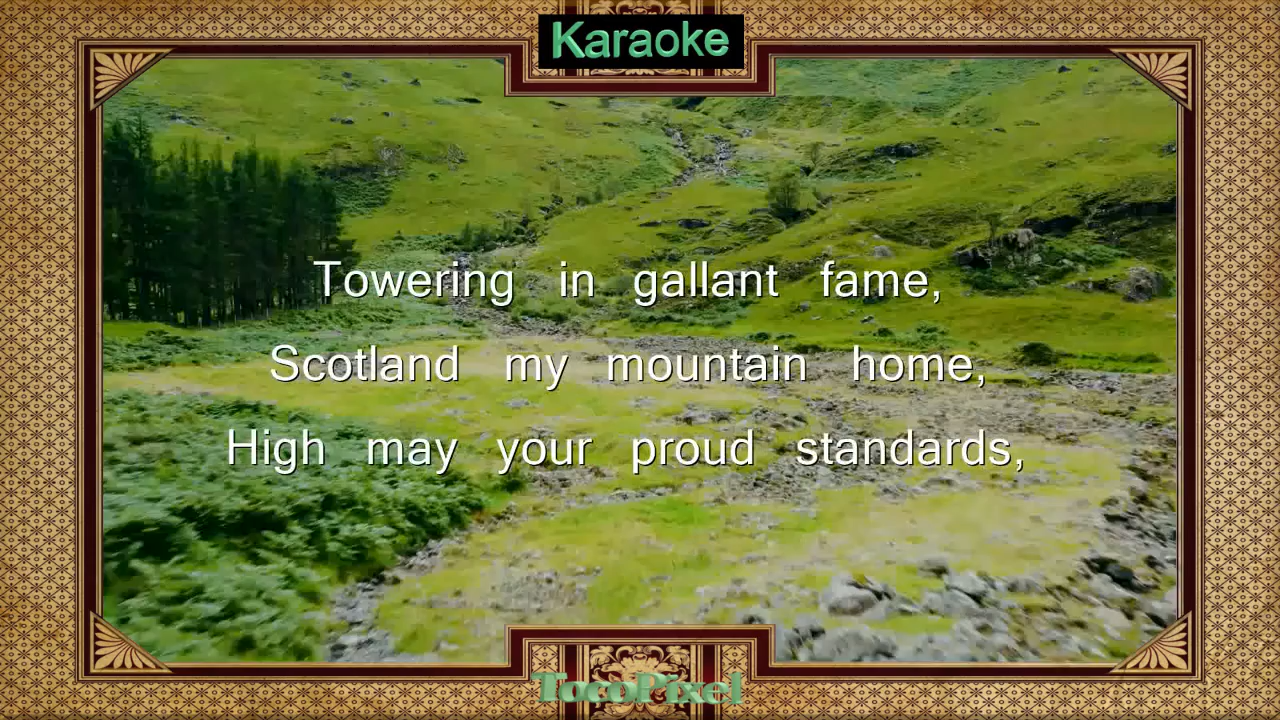 Karaoke
Towering in gallant fame,
Scotland my mountain home,
High may your proud standards,
TocoPixel